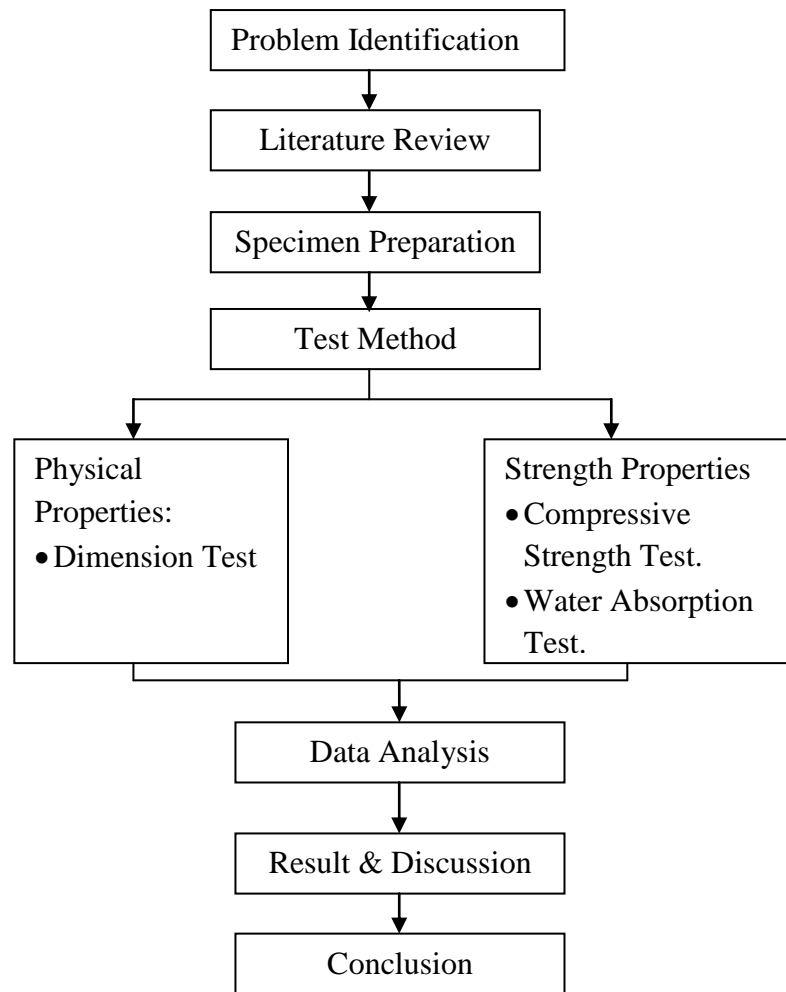 Problem Identification
Literature Review
Specimen Preparation
Test Method
Physical
Properties:
• Dimension Test
Strength Properties
• Compressive
Strength Test.
• Water Absorption
Test.
Data Analysis
Result & Discussion
Conclusion